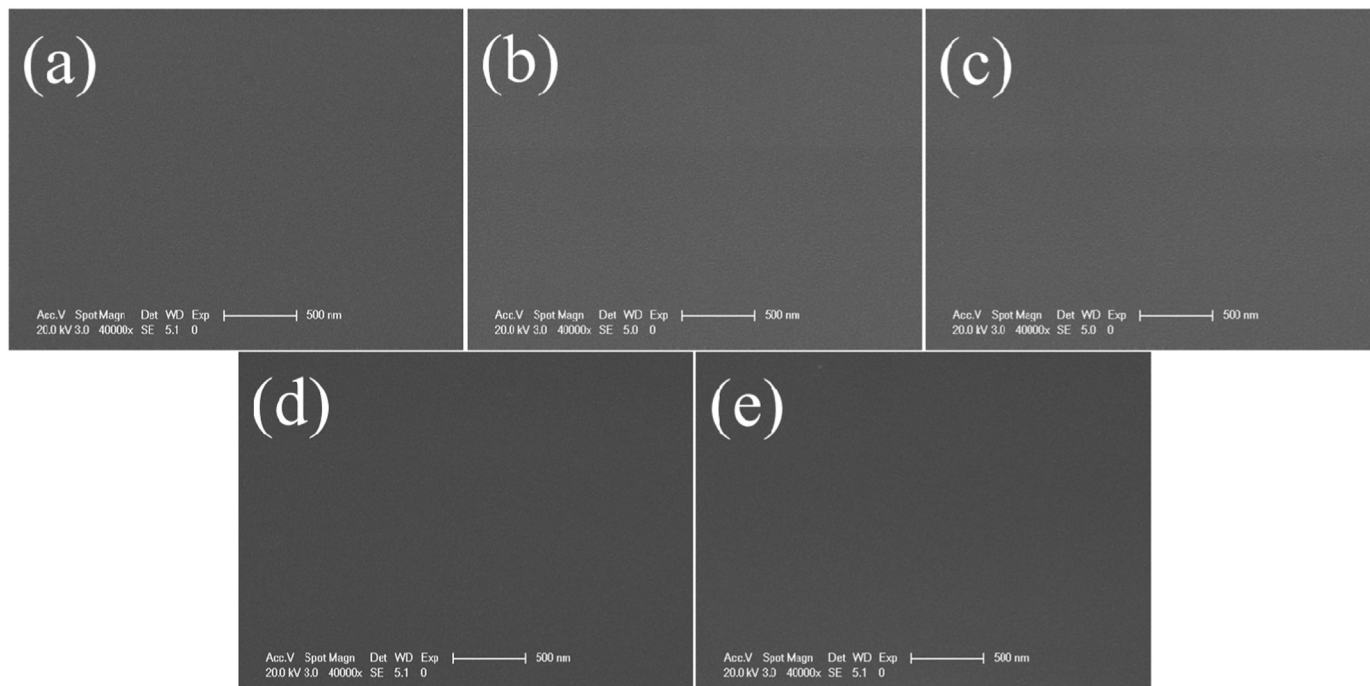 (a)
Acc.V Spot Magn Det WD Exp 500 nm
20.0 kV 3.0 40000x SE 5.1 0
(b)
Acc.V Spot Magn Det WD Exp 500 nm
20.0 kV 3.0 40000x SE 5.0 0
(c)
Acc.V Spot Magn Det WD Exp 500 nm
20.0 kV 3.0 40000x SE 5.0 0
(d)
Acc.V Spot Magn Det WD Exp 500 nm
20.0 kV 3.0 40000x SE 5.1 0
(e)
Acc.V Spot Magn Det WD Exp 500 nm
20.0 kV 3.0 40000x SE 5.1 0